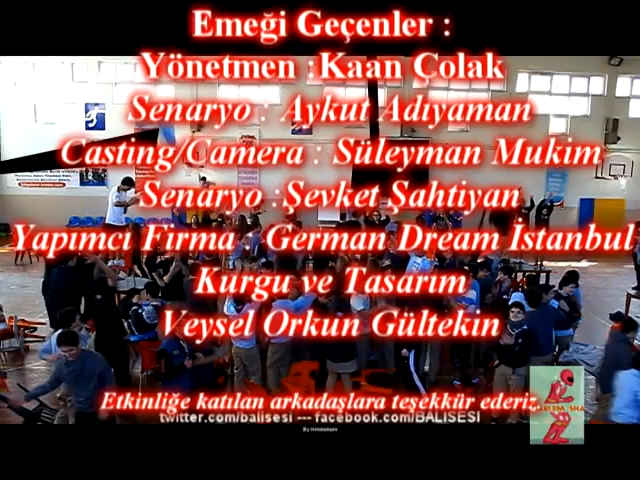 Emeği Geçenler :
Yönetmen :Kaan Çolak
Senaryo : Aykut Adıyaman
Casting/Camera : Süleyman Mukim
Senaryo :Şevket Şahtiyan
Yapımcı Firma : German Dream İstanbul
Kurgu ve Tasarım
Veysel Orkun Gültekin
Etkinliğe katılan arkadaşlara teşekkür ederiz.
twitter.com/balisesi --- facebook.com/BALISESI